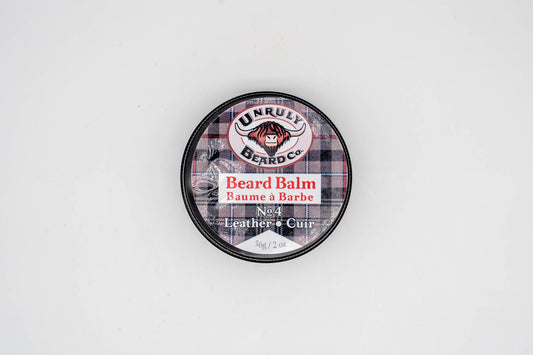 UNRULY
BEARD CO.
Beard Balm
Baume à Barbe
No 4
Leather • Cuir
56g/2 oz